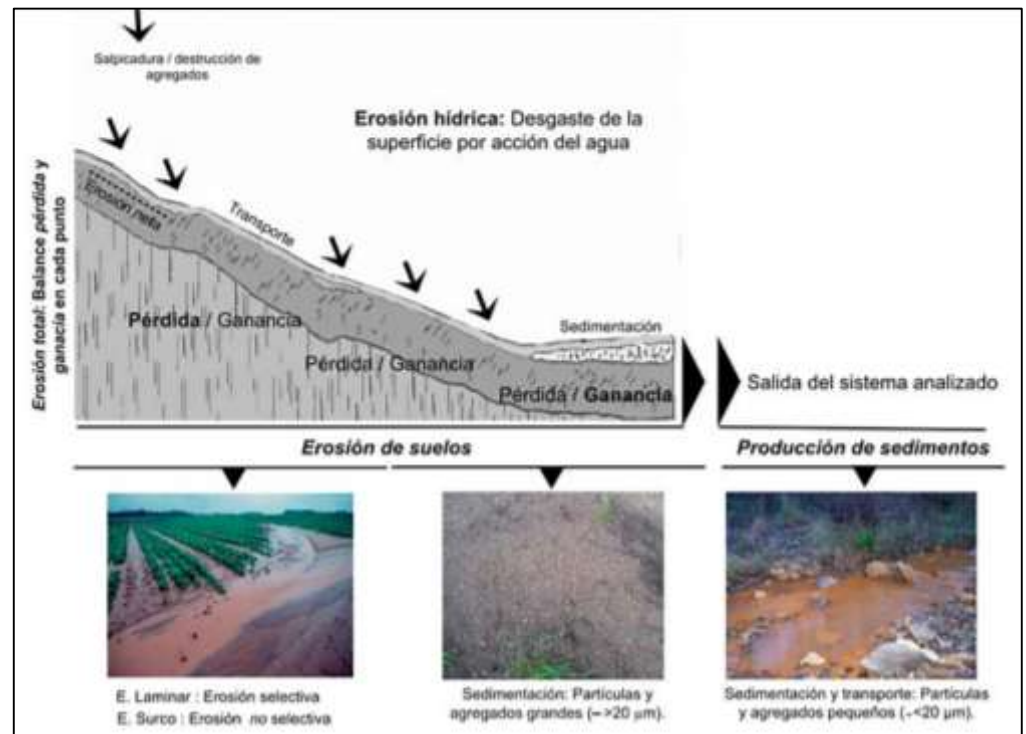 Salpicadura / destrucción de
agregados
Erosión hídrica: Desgaste de la
superficie por acción del agua
Erosión total: Balance pérdida y
ganacia en cada punto
Erosión neta
Transporte
Pérdida / Ganancia
Pérdida / Ganancia
Sedimentación
Pérdida / Ganancia
Salida del sistema analizado
Erosión de suelos
Producción de sedimentos
E. Laminar : Erosión selectiva
E. Surco : Erosión no selectiva
Sedimentación: Partículas y
agregados grandes (~>20 μm).
Sedimentación y transporte: Partículas
y agregados pequeños (~<20 μm).